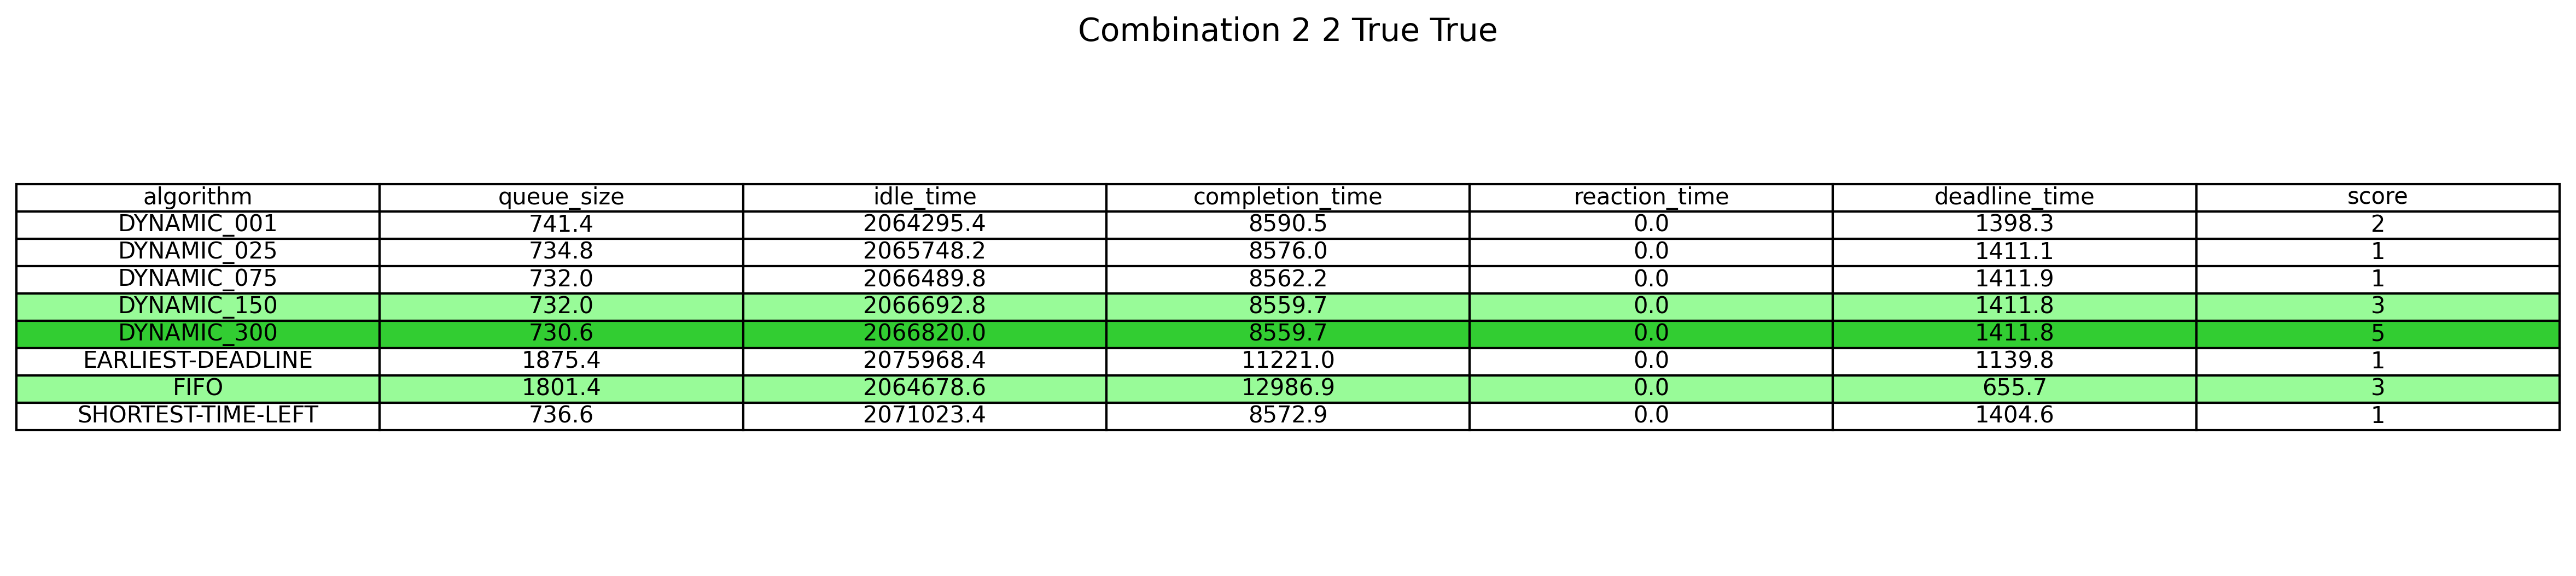 Combination 2 2 True True
algorithm queue_size idle_time completion_time reaction_time deadline_time score
DYNAMIC_001 741.4 2064295.4 8590.5 0.0 1398.3 2
DYNAMIC_025 734.8 2065748.2 8576.0 0.0 1411.1 1
DYNAMIC_075 732.0 2066489.8 8562.2 0.0 1411.9 1
DYNAMIC_150 732.0 2066692.8 8559.7 0.0 1411.8 3
DYNAMIC_300 730.6 2066820.0 8559.7 0.0 1411.8 5
EARLIEST-DEADLINE 1875.4 2075968.4 11221.0 0.0 1139.8 1
FIFO 1801.4 2064678.6 12986.9 0.0 655.7 3
SHORTEST-TIME-LEFT 736.6 2071023.4 8572.9 0.0 1404.6 1